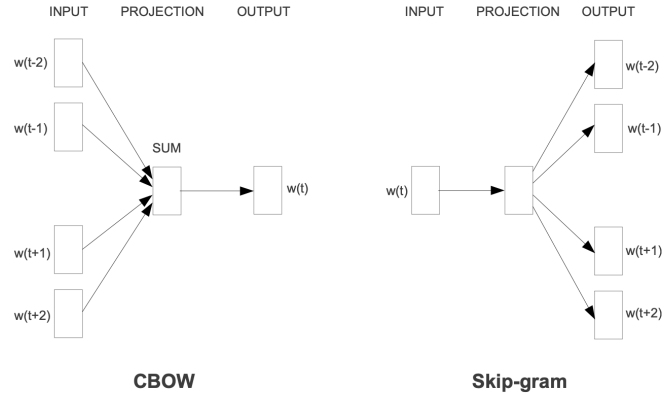 INPUT PROJECTION OUTPUT
w(t-2)
w(t-1)
SUM
w(t)
w(t+1)
w(t+2)
CBOW
INPUT PROJECTION OUTPUT
w(t-2)
w(t-1)
w(t)
w(t+1)
w(t+2)
Skip-gram